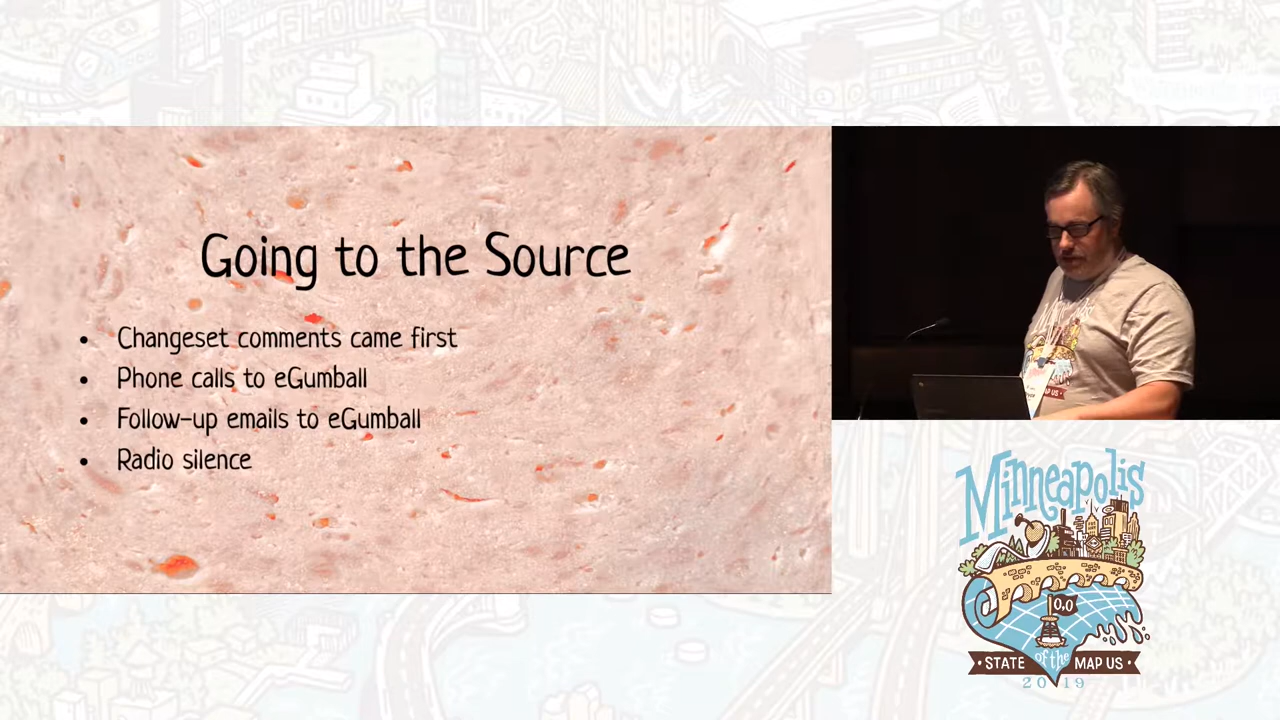 Going to the Source
• Changeset comments came first
• Phone calls to eGumball
• Follow-up emails to eGumball
• Radio silence
Minneapolis
0,0
• STATE of the MAP US •
2019